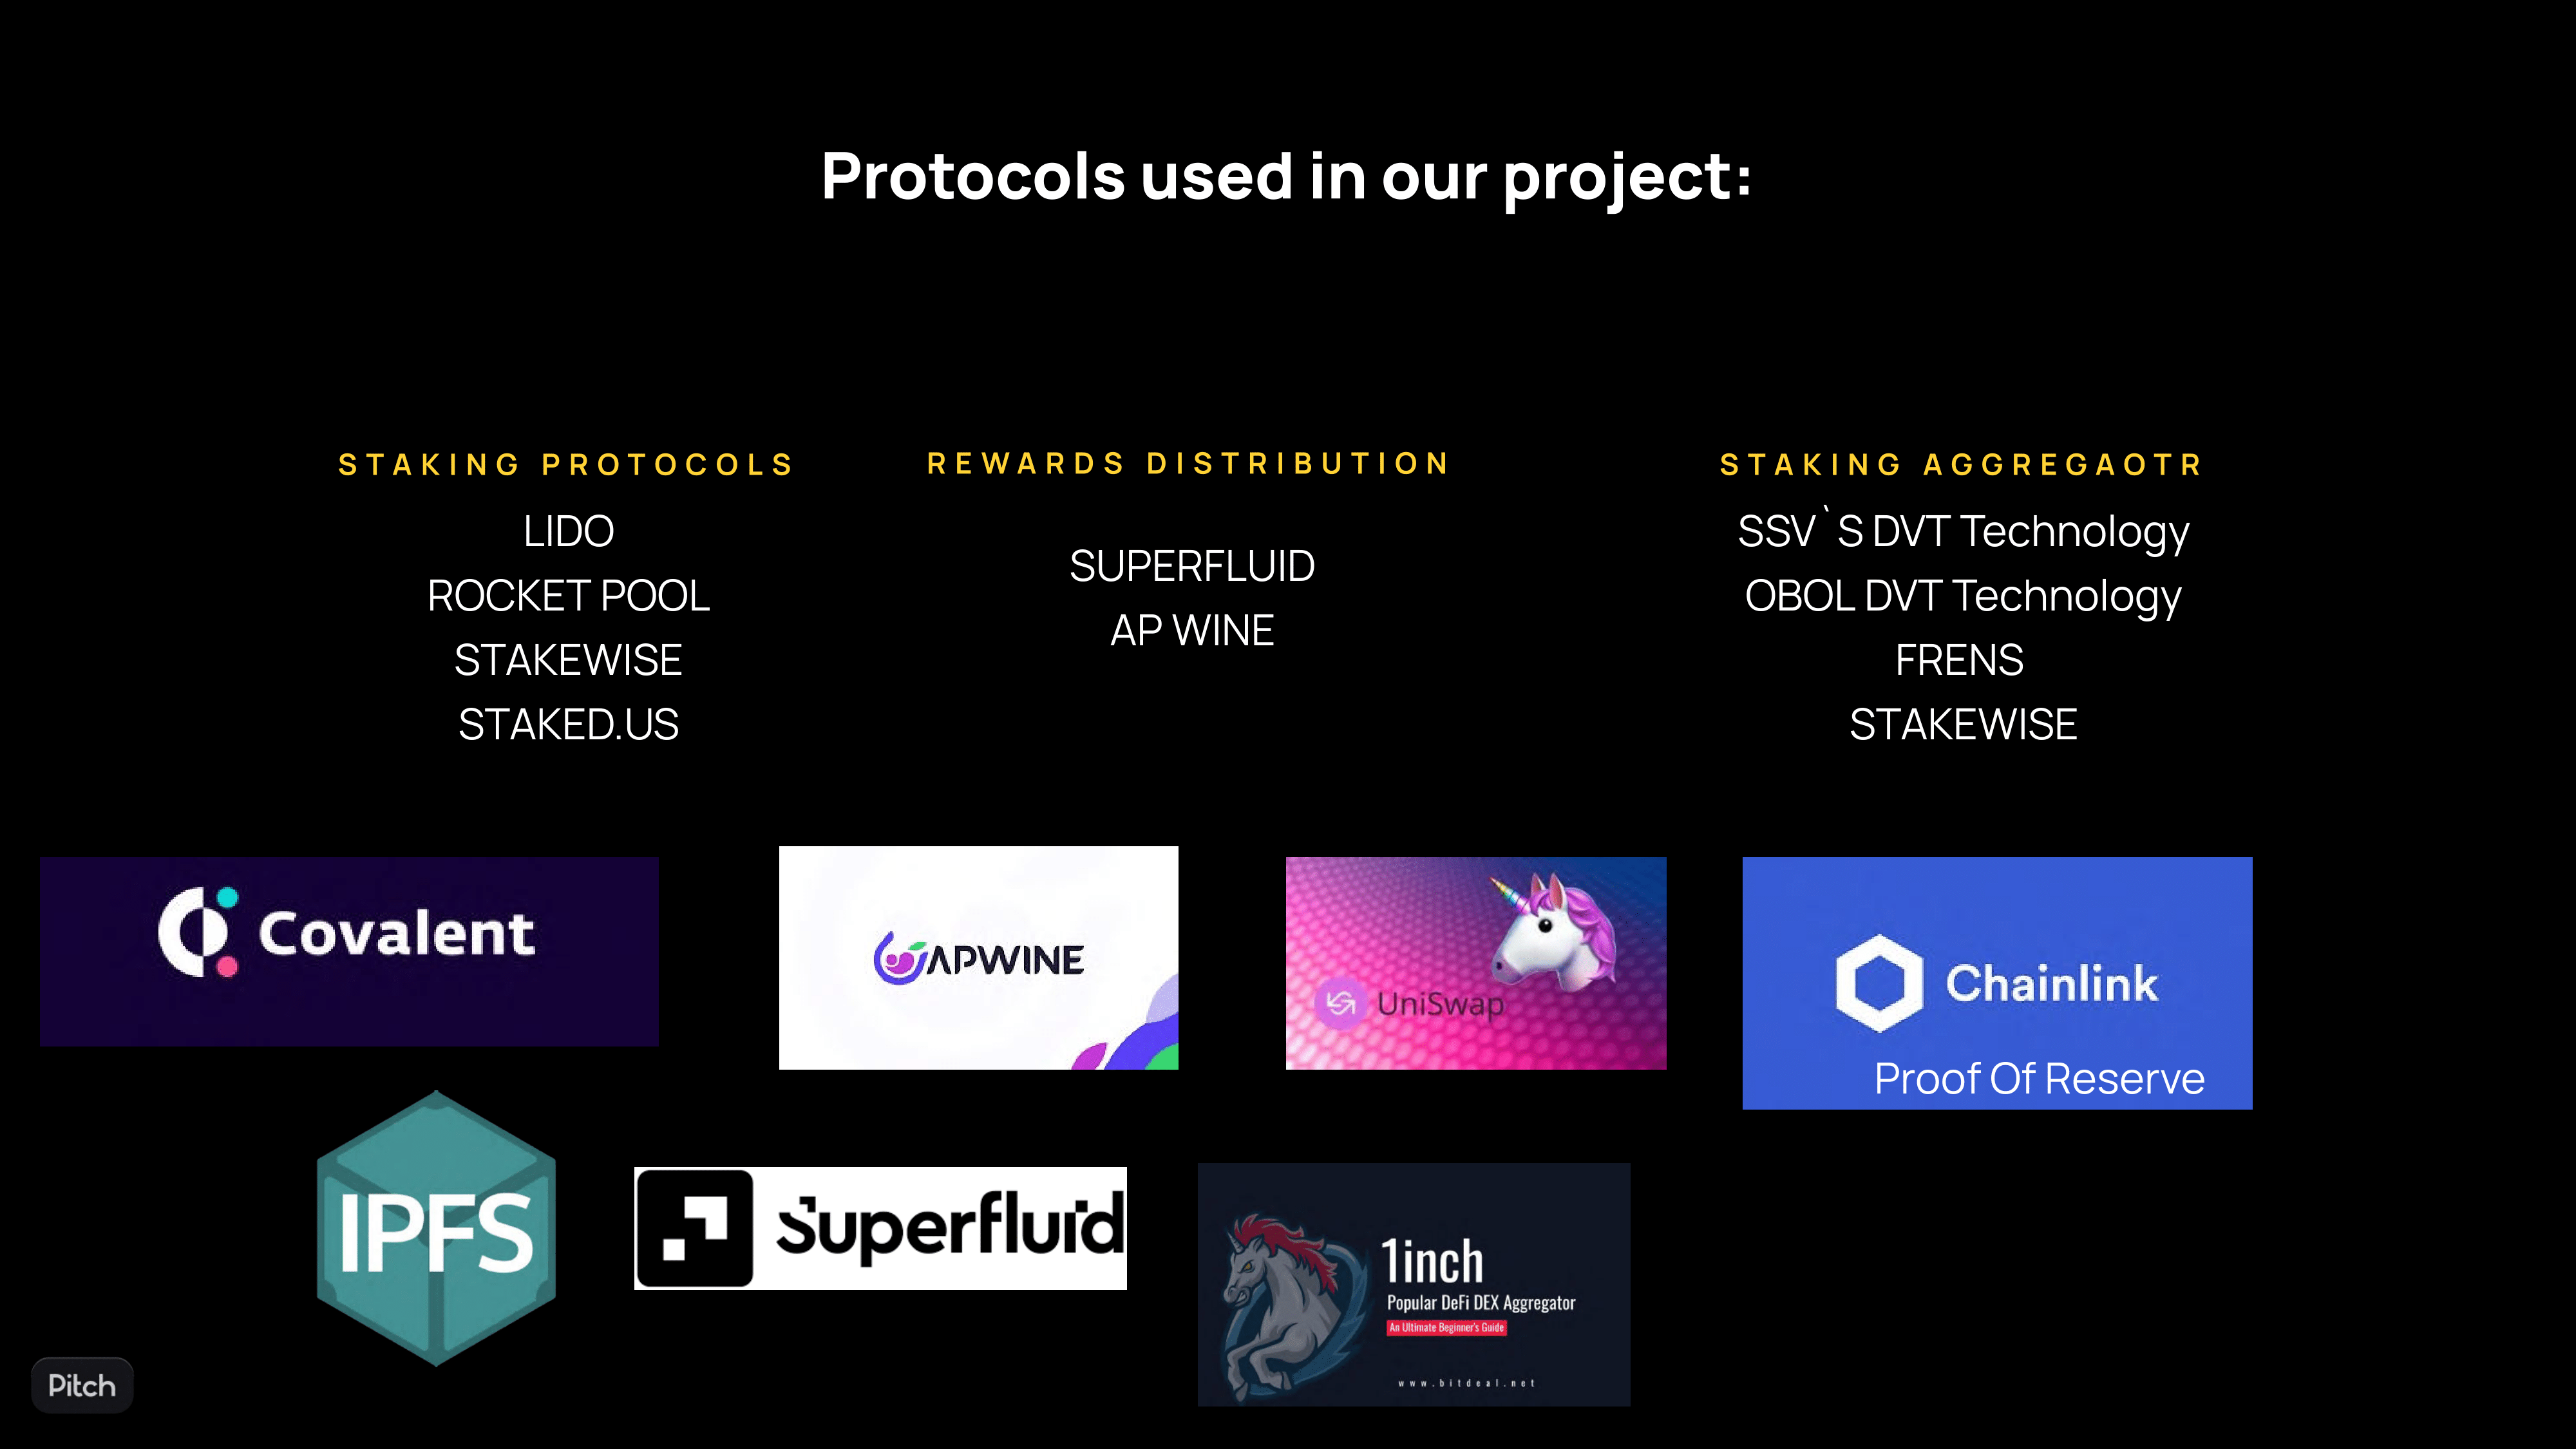 Protocols used in our project:
STAKING PROTOCOLS
LIDO
ROCKET POOL
STAKEWISE
STAKED.US
REWARDS DISTRIBUTION
SUPERFLUID
AP WINE
STAKING AGGREGAOTR
SSV`S DVT Technology
OBOL DVT Technology
FRENS
STAKEWISE
Covalent
APWINE
UniSwap
Chainlink
Proof Of Reserve
IPFS
Superfluid
1inch
Popular DeFi DEX Aggregator
An Ultimate Beginner's Guide
www.bitdeal.net
Pitch